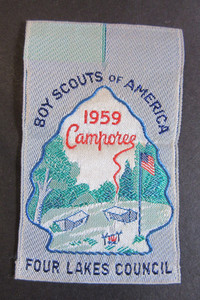 BOY SCOUTS OF AMERICA
1959
Camporee
FOUR LAKES COUNCIL